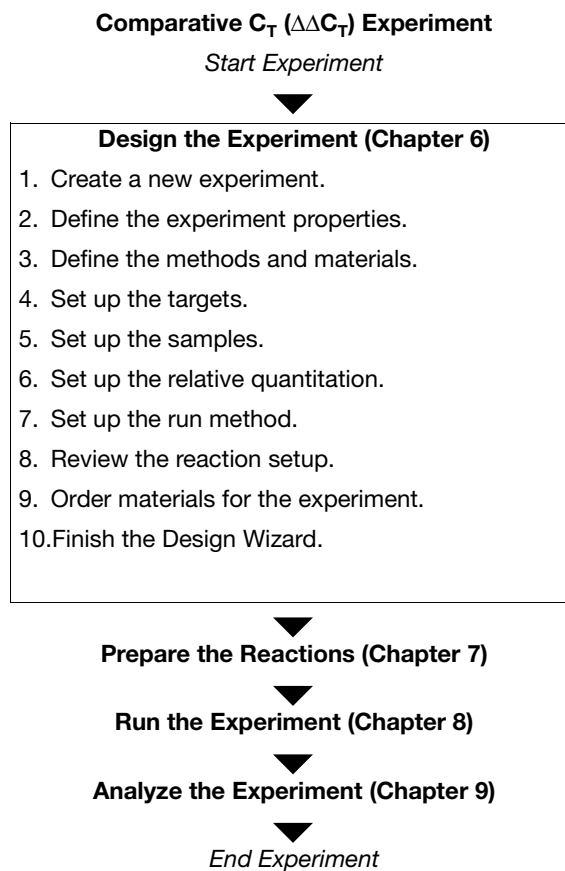 Comparative CT (ΔΔCT) Experiment
Start Experiment
Design the Experiment (Chapter 6)
1. Create a new experiment.
2. Define the experiment properties.
3. Define the methods and materials.
4. Set up the targets.
5. Set up the samples.
6. Set up the relative quantitation.
7. Set up the run method.
8. Review the reaction setup.
9. Order materials for the experiment.
10.Finish the Design Wizard.
Prepare the Reactions (Chapter 7)
Run the Experiment (Chapter 8)
Analyze the Experiment (Chapter 9)
End Experiment